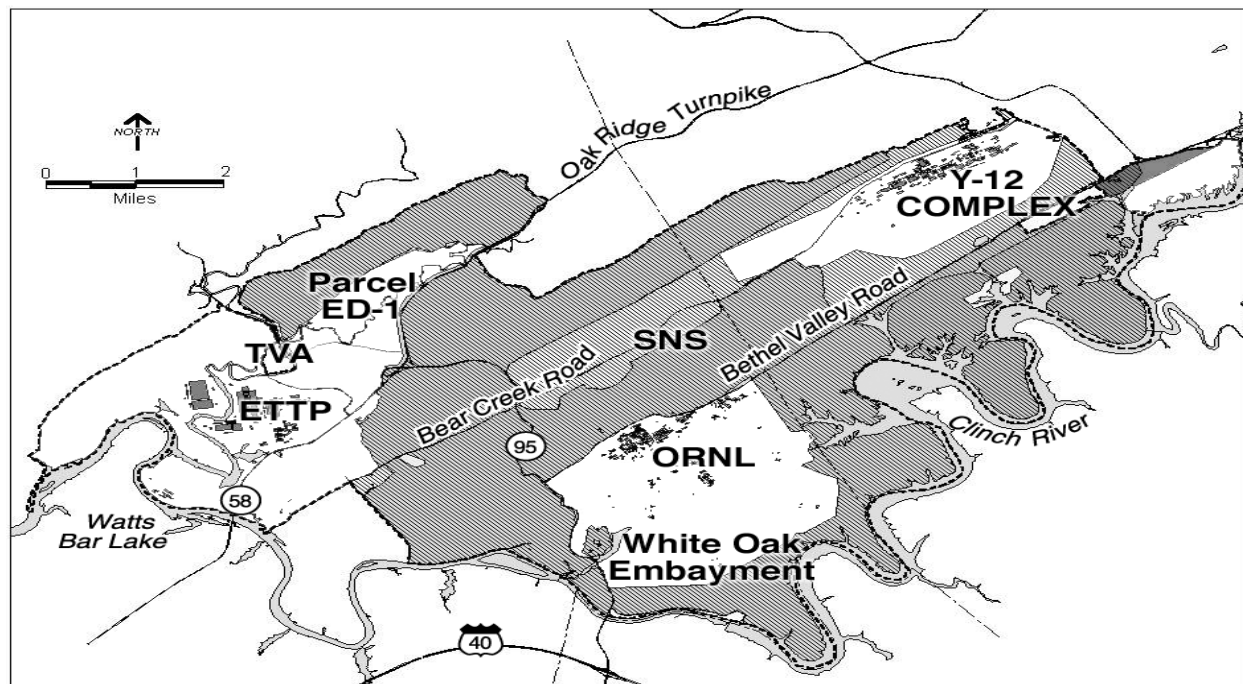 NORTH
0 1 2
Miles
Oak Ridge Turnpike
Y-12
COMPLEX
Parcel
ED-1
TVA
ETTP
SNS
Bear Creek Road
Bethel Valley Road
95
ORNL
Clinch River
58
Watts
Bar Lake
White Oak
Embayment
40